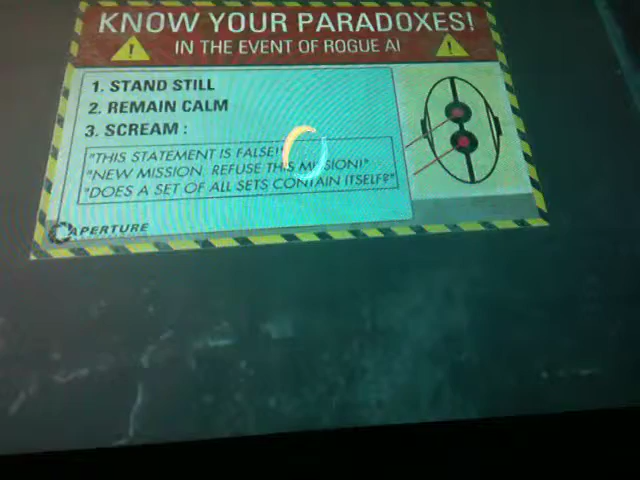 KNOW YOUR PARADOXES!
IN THE EVENT OF ROGUE AI
1. STAND STILL
2. REMAIN CALM
3. SCREAM :
"THIS STATEMENT IS FALSE!"
"NEW MISSION. REFUSE THIS MISSION!"
"DOES A SET OF ALL SETS CONTAIN ITSELF?"
APERTURE